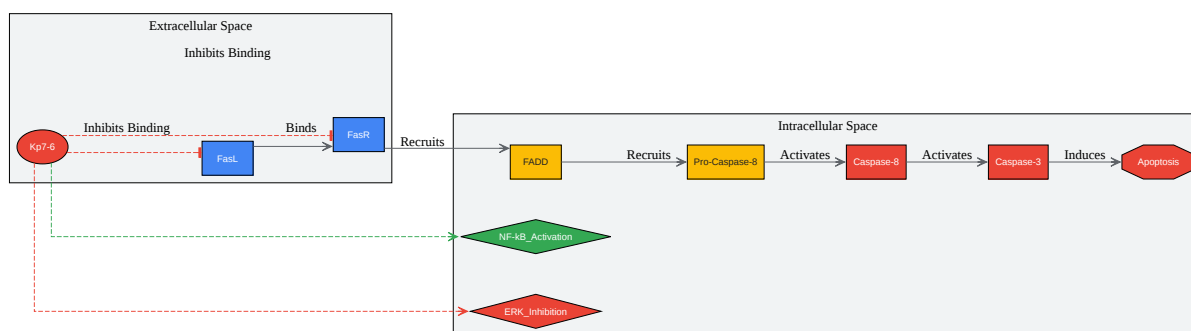 Extracellular Space
Inhibits Binding
Intracellular Space
Inhibits Binding
Binds
FasR
Kp7-6
FasL
Recruits
FADD
Recruits
Pro-Caspase-8
Activates
Caspase-8
Activates
Caspase-3
Induces
Apoptosis
NF-kB_Activation
ERK_Inhibition